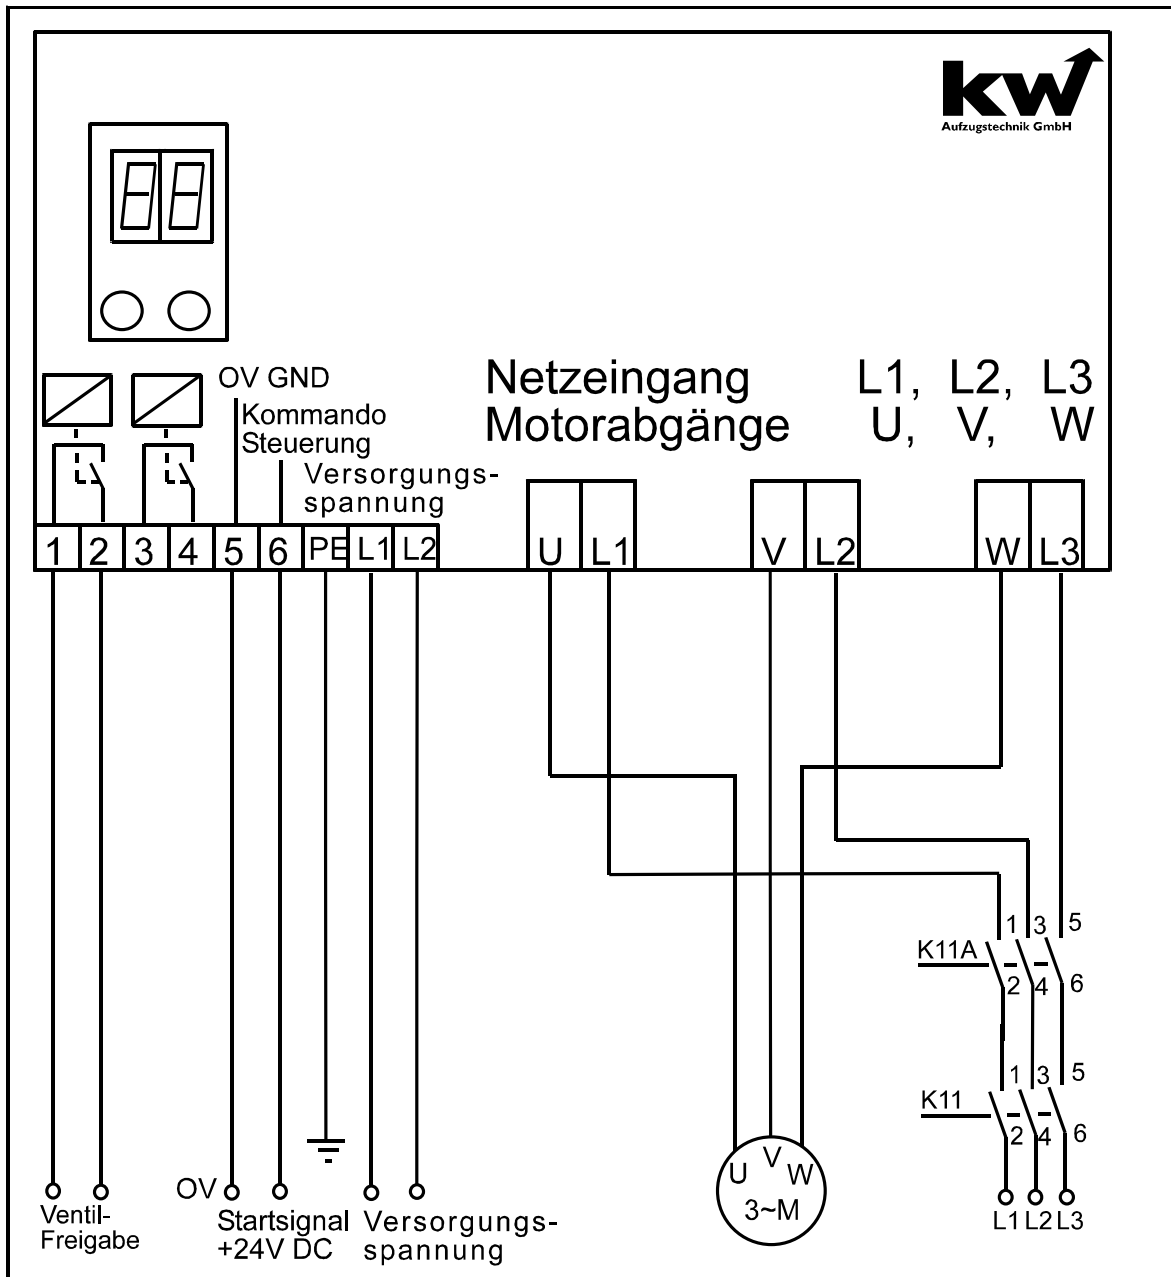 kw
Aufzugstechnik GmbH
OV GND
Kommando
Steuerung
Versorgungs-
spannung
Netzeingang L1, L2, L3
Motorabgänge U, V, W
1 2 3 4 5 6 PE L1 L2
U L1 V L2 W L3
1 3 5
K11A
2 4 6
1 3 5
K11
2 4 6
U V W
3~M
L1 L2 L3
OV
Ventil-
Freigabe
Startsignal
+24V DC
Versorgungs-
spannung